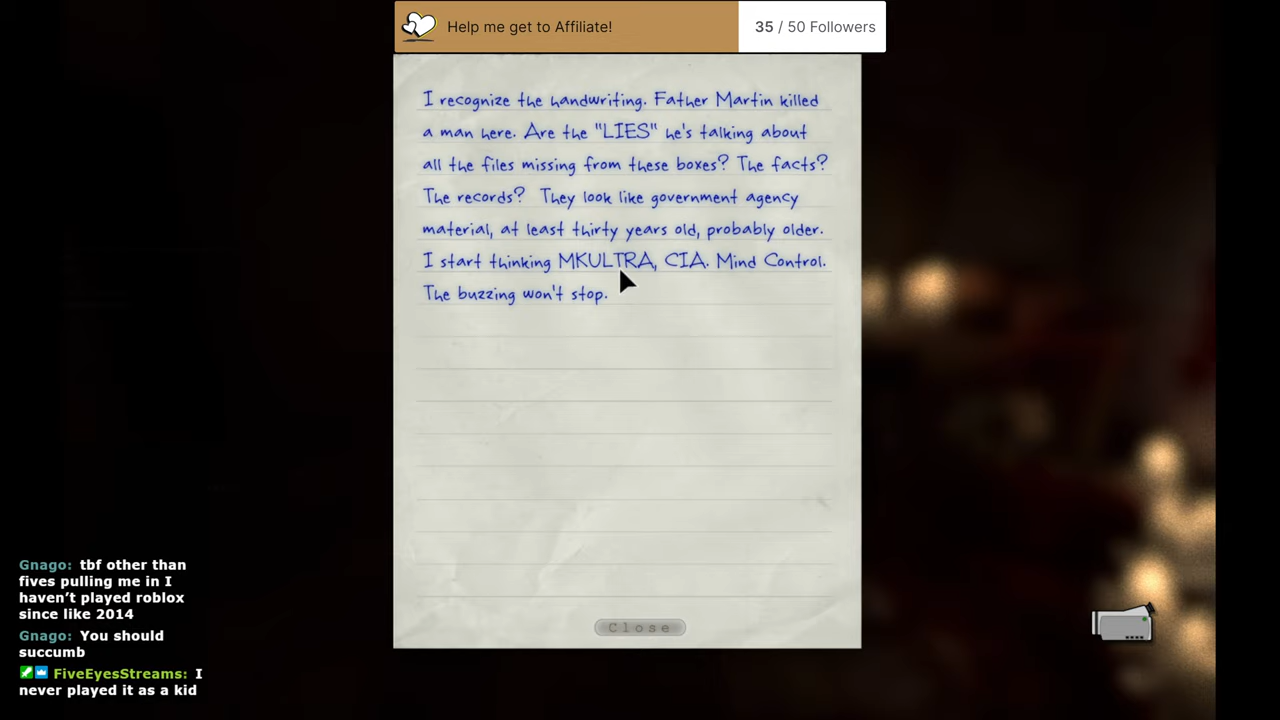 Help me get to Affiliate!
35 / 50 Followers
I recognize the handwriting. Father Martin killed
a man here. Are the "LIES" he's talking about
all the files missing from these boxes? The facts?
The records? They look like government agency
material, at least thirty years old, probably older.
I start thinking MKULTRA, CIA. Mind Control.
The buzzing won't stop.
Close
Gnago: tbf other than
fives pulling me in I
haven't played roblox
since like 2014
Gnago: You should
succumb
FiveEyesStreams: I
never played it as a kid